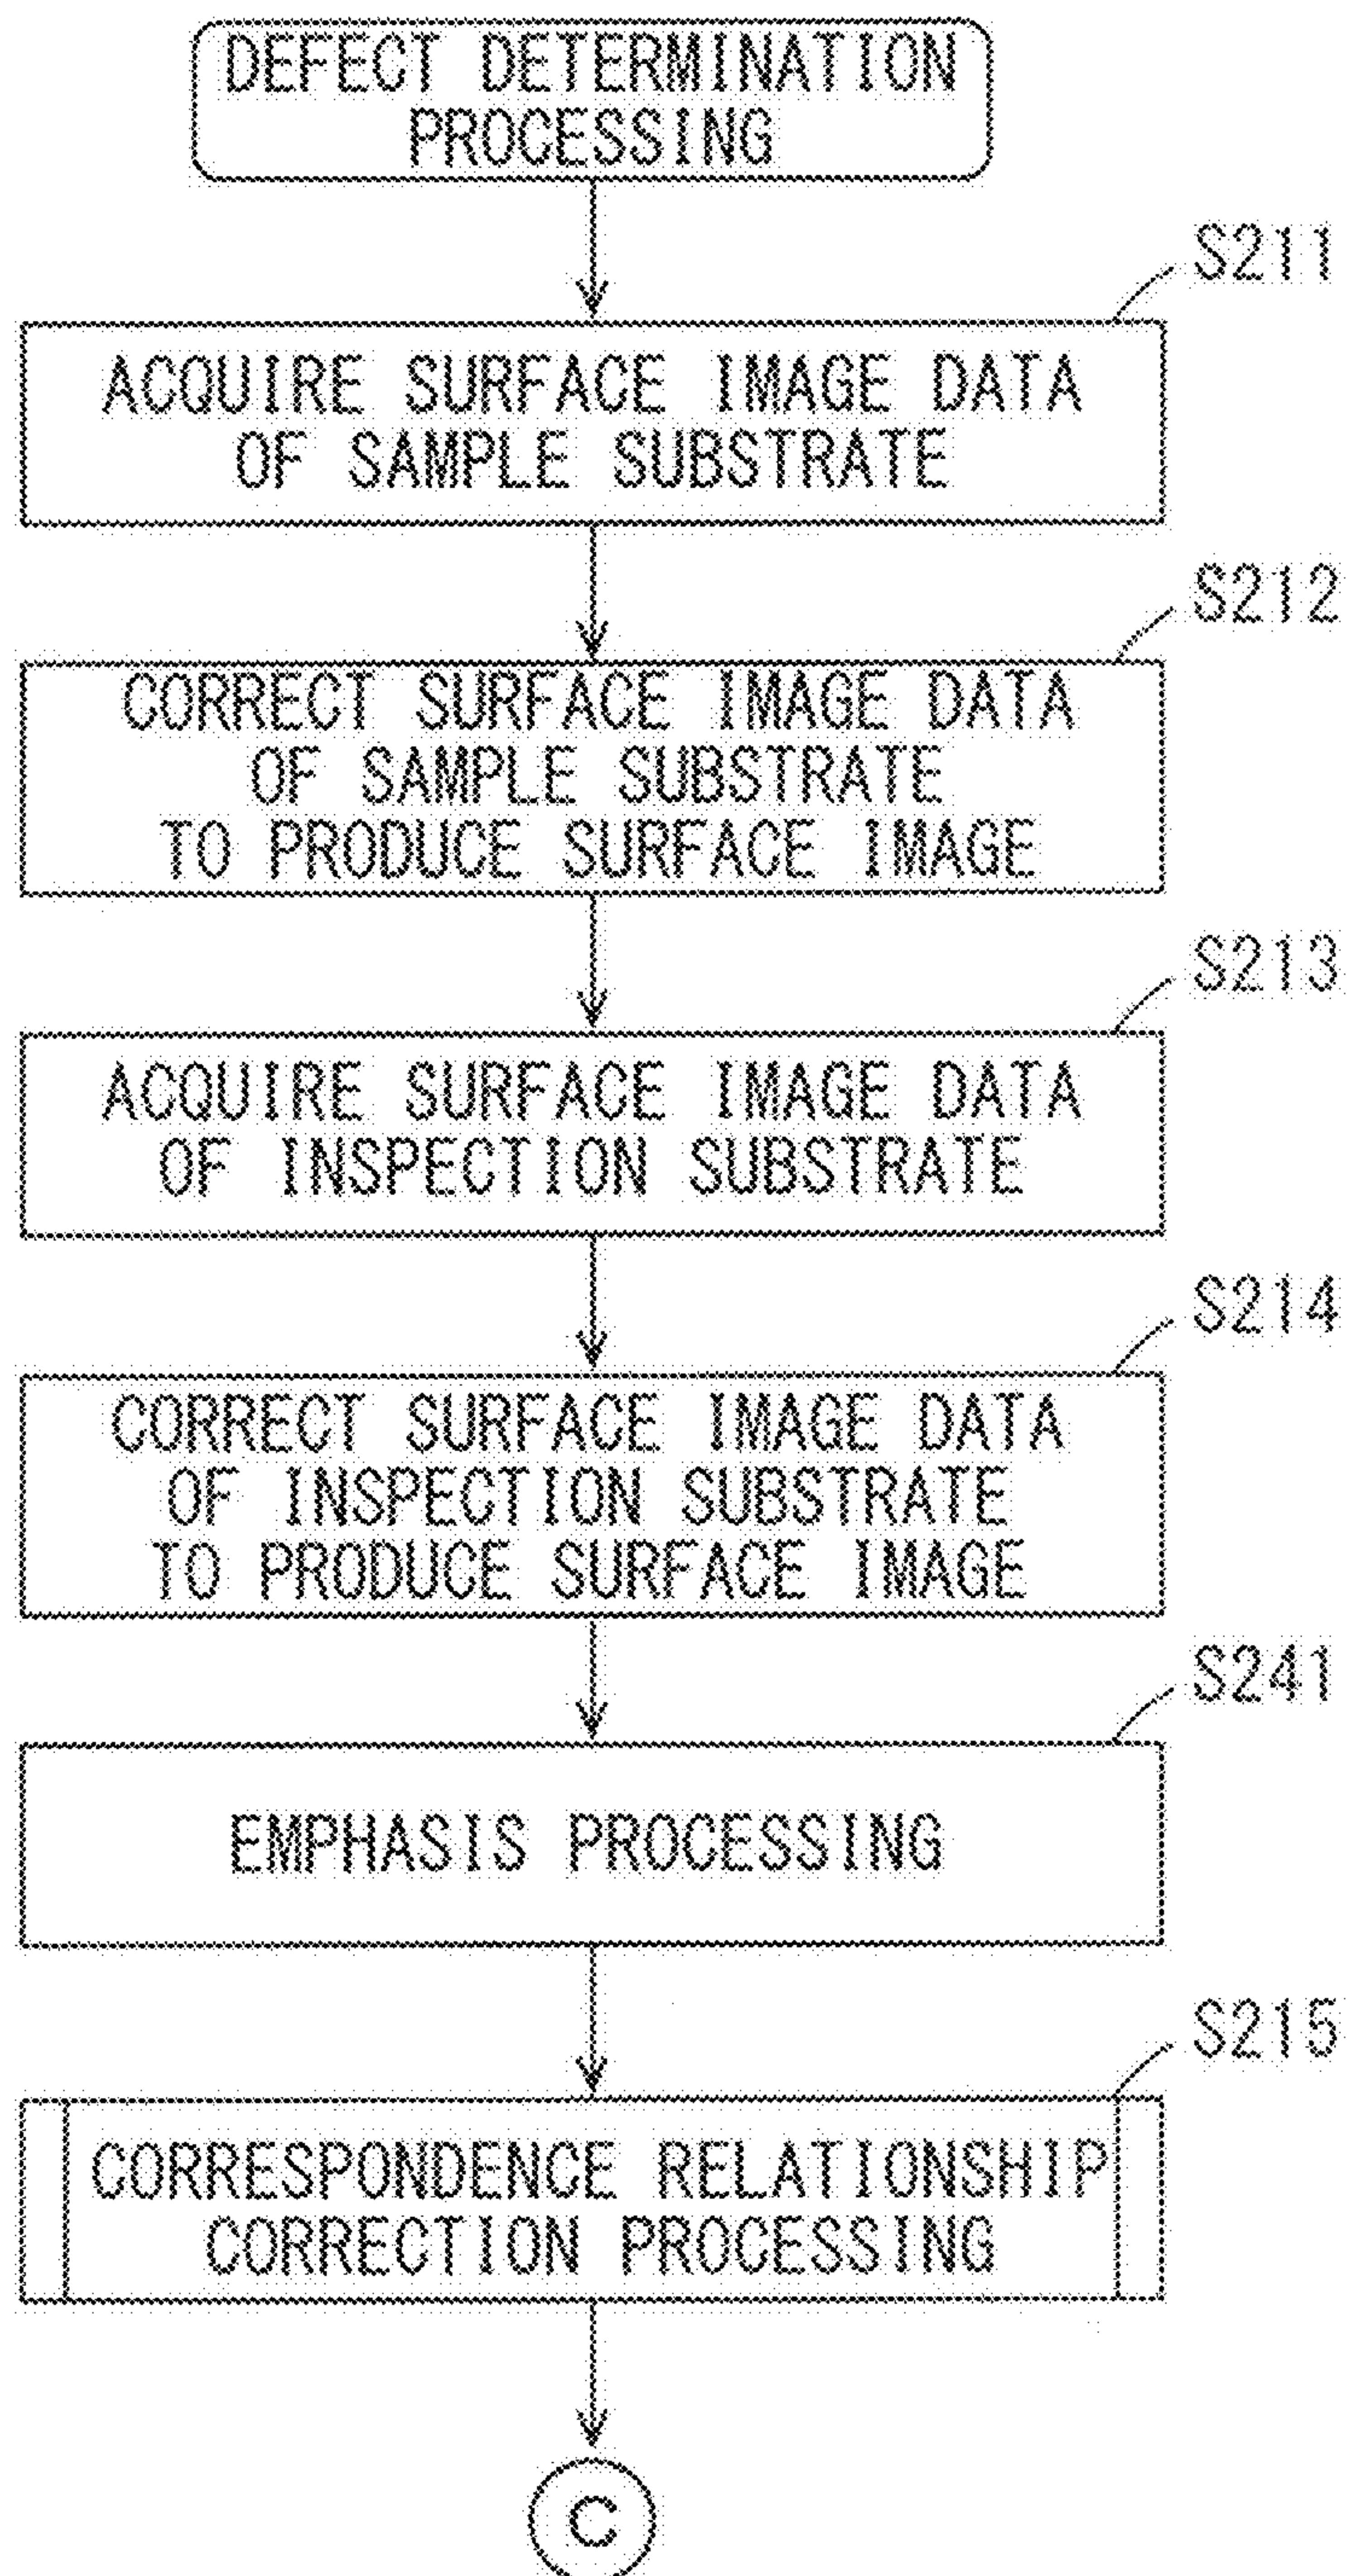 DEFECT DETERMINATION
PROCESSING
S211
ACQUIRE SURFACE IMAGE DATA
OF SAMPLE SUBSTRATE
S212
CORRECT SURFACE IMAGE DATA
OF SAMPLE SUBSTRATE
TO PRODUCE SURFACE IMAGE
S213
ACQUIRE SURFACE IMAGE DATA
OF INSPECTION SUBSTRATE
S214
CORRECT SURFACE IMAGE DATA
OF INSPECTION SUBSTRATE
TO PRODUCE SURFACE IMAGE
S241
EMPHASIS PROCESSING
S215
CORRESPONDENCE RELATIONSHIP
CORRECTION PROCESSING
C